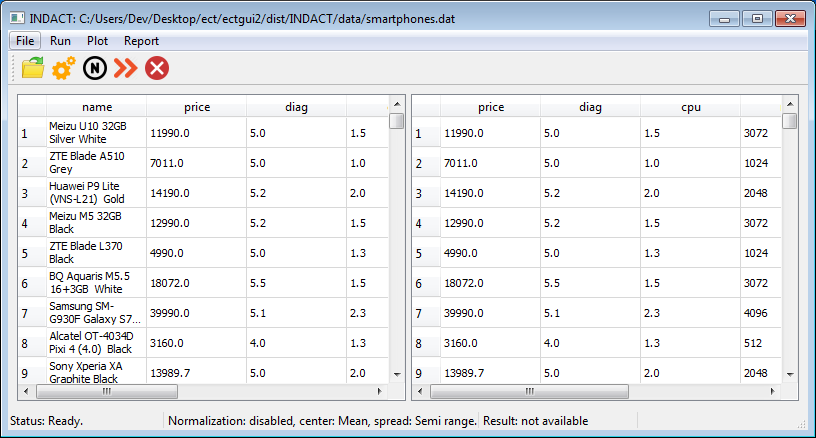 INDACT: C:/Users/Dev/Desktop/ect/ectgui2/dist/INDACT/data/smartphones.dat
File Run Plot Report
N
name price diag
1 Meizu U10 32GB Silver White 11990.0 5.0 1.5
2 ZTE Blade A510 Grey 7011.0 5.0 1.0
3 Huawei P9 Lite (VNS-L21) Gold 14190.0 5.2 2.0
4 Meizu M5 32GB Black 12990.0 5.2 1.5
5 ZTE Blade L370 Black 4990.0 5.0 1.3
6 BQ Aquaris M5.5 16+3GB White 18072.0 5.5 1.5
7 Samsung SM-G930F Galaxy S7... 39990.0 5.1 2.3
8 Alcatel OT-4034D Pixi 4 (4.0) Black 3160.0 4.0 1.3
9 Sony Xperia XA Graphite Black 13989.7 5.0 2.0
price diag cpu
1 11990.0 5.0 1.5 3072
2 7011.0 5.0 1.0 1024
3 14190.0 5.2 2.0 2048
4 12990.0 5.2 1.5 3072
5 4990.0 5.0 1.3 1024
6 18072.0 5.5 1.5 3072
7 39990.0 5.1 2.3 4096
8 3160.0 4.0 1.3 512
9 13989.7 5.0 2.0 2048
Status: Ready. Normalization: disabled, center: Mean, spread: Semi range. Result: not available